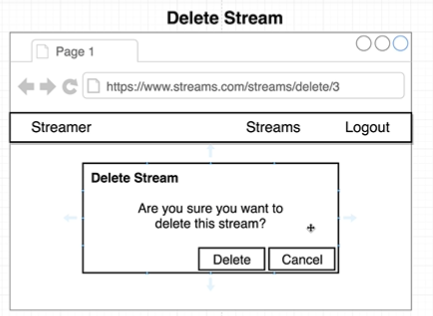 Delete Stream
Page 1
https://www.streams.com/streams/delete/3
Streamer Streams Logout
Delete Stream
Are you sure you want to
delete this stream?
Delete Cancel